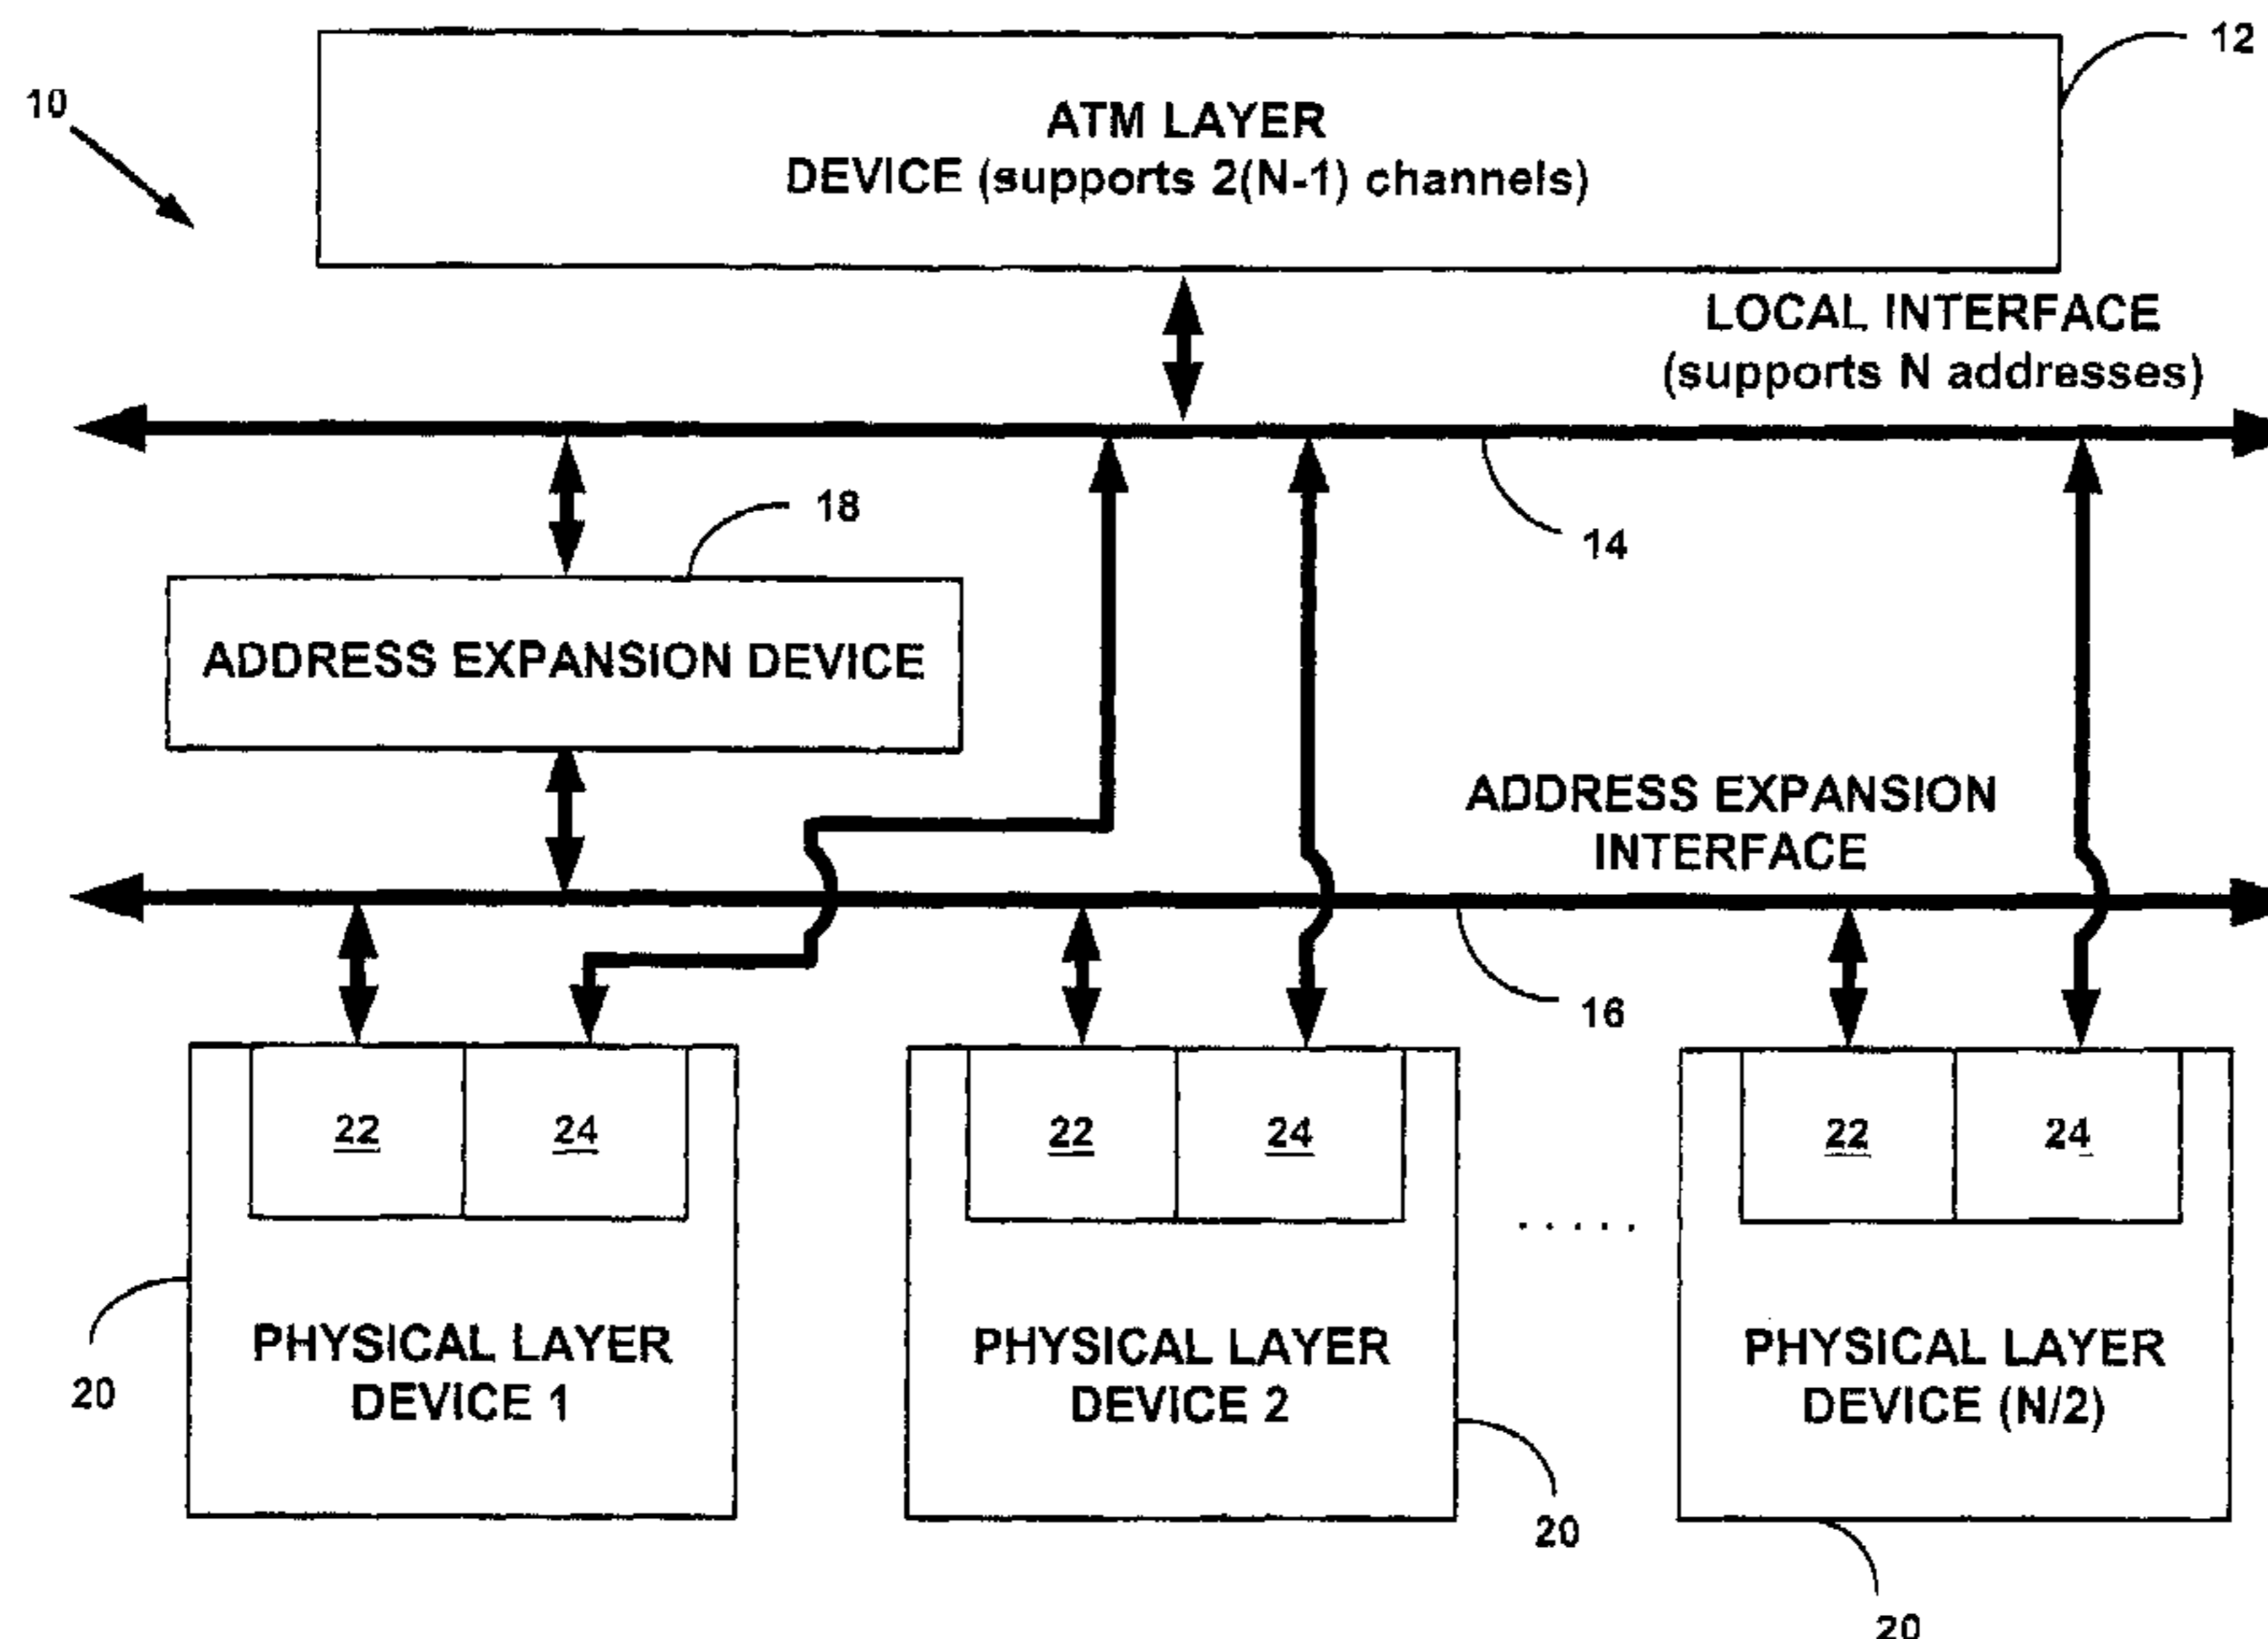 12
10
ATM LAYER
DEVICE (supports 2(N-1) channels)
LOCAL INTERFACE
(supports N addresses)
18
14
ADDRESS EXPANSION DEVICE
ADDRESS EXPANSION
INTERFACE
16
22 24
22 24
22 24
.....
PHYSICAL LAYER
DEVICE 1
PHYSICAL LAYER
DEVICE 2
PHYSICAL LAYER
DEVICE (N/2)
20
20
20